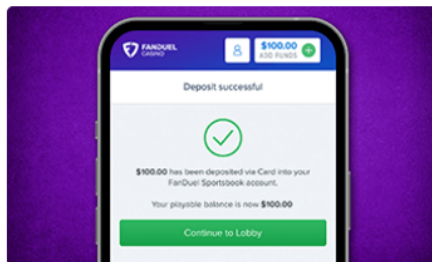 FANDUEL
CASINO
$100.00
ADD FUNDS
Deposit successful
$100.00 has been deposited via Card into your
FanDuel Sportsbook account.
Your playable balance is now $100.00
Continue to Lobby